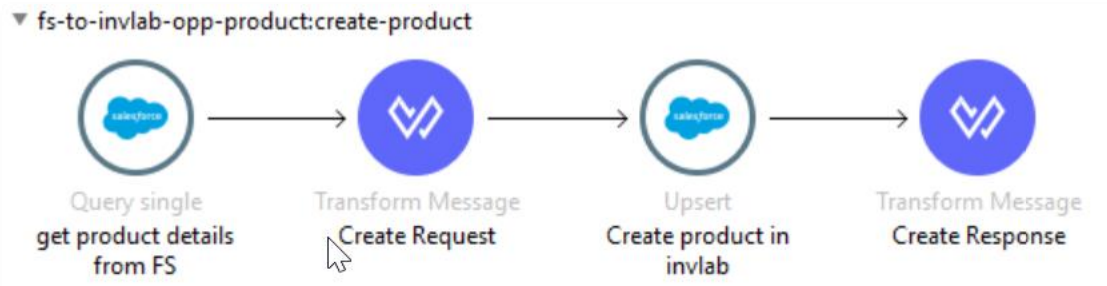 fs-to-invlab-opp-product:create-product
salesforce
salesforce
Query single
Transform Message
Upsert
Transform Message
get product details
from FS
Create Request
Create product in
invlab
Create Response